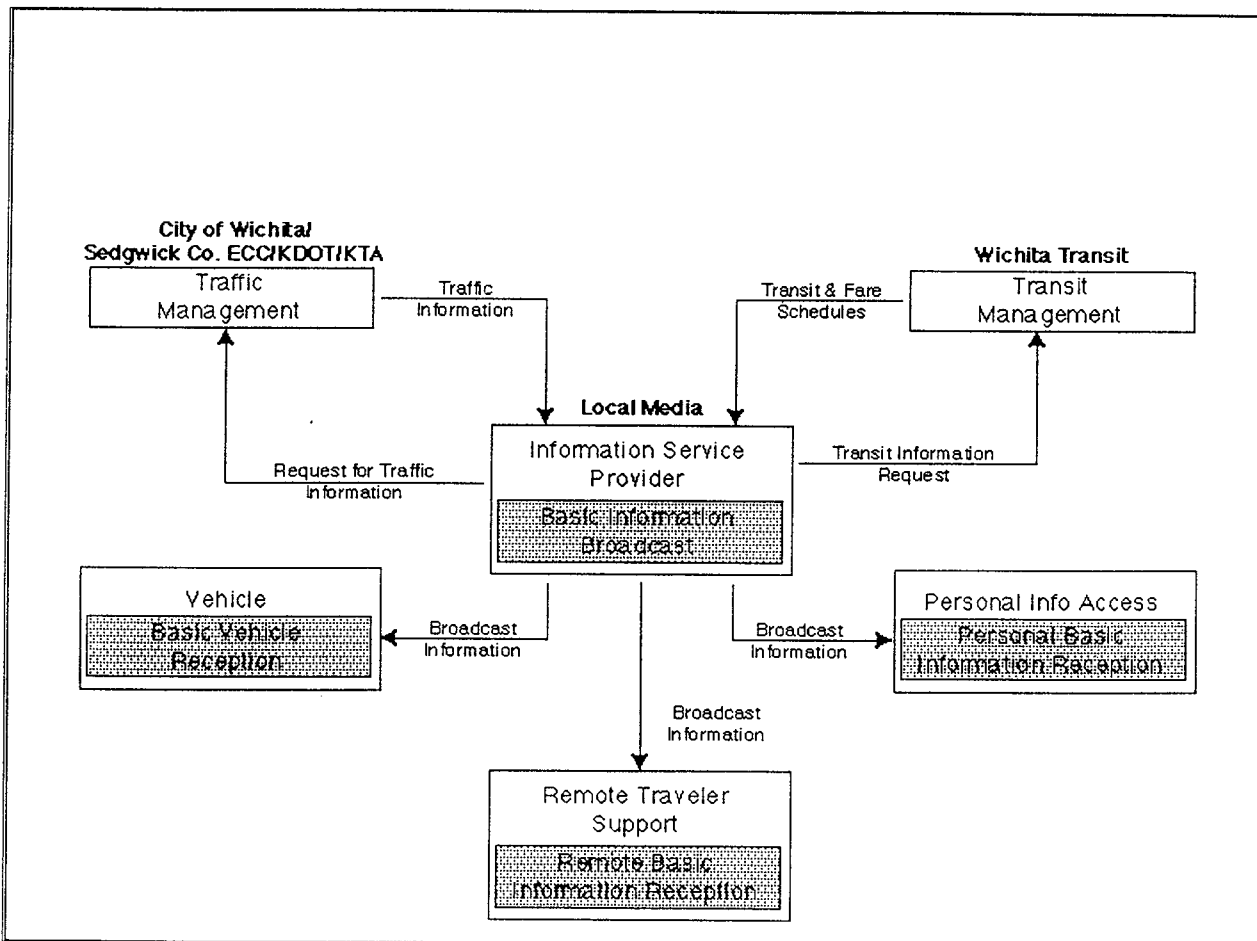 City of Wichita/
Sedgwick Co. ECC/KDOT/KTA
Traffic
Management
Traffic
Information
Wichita Transit
Transit
Management
Transit & Fare
Schedules
Local Media
Information Service
Provider
Basic Information
Broadcast
Request for Traffic
Information
Transit Information
Request
Vehicle
Basic Vehicle
Reception
Broadcast
Information
Broadcast
Information
Personal Info Access
Personal Basic
Information Reception
Broadcast
Information
Remote Traveler
Support
Remote Basic
Information Reception